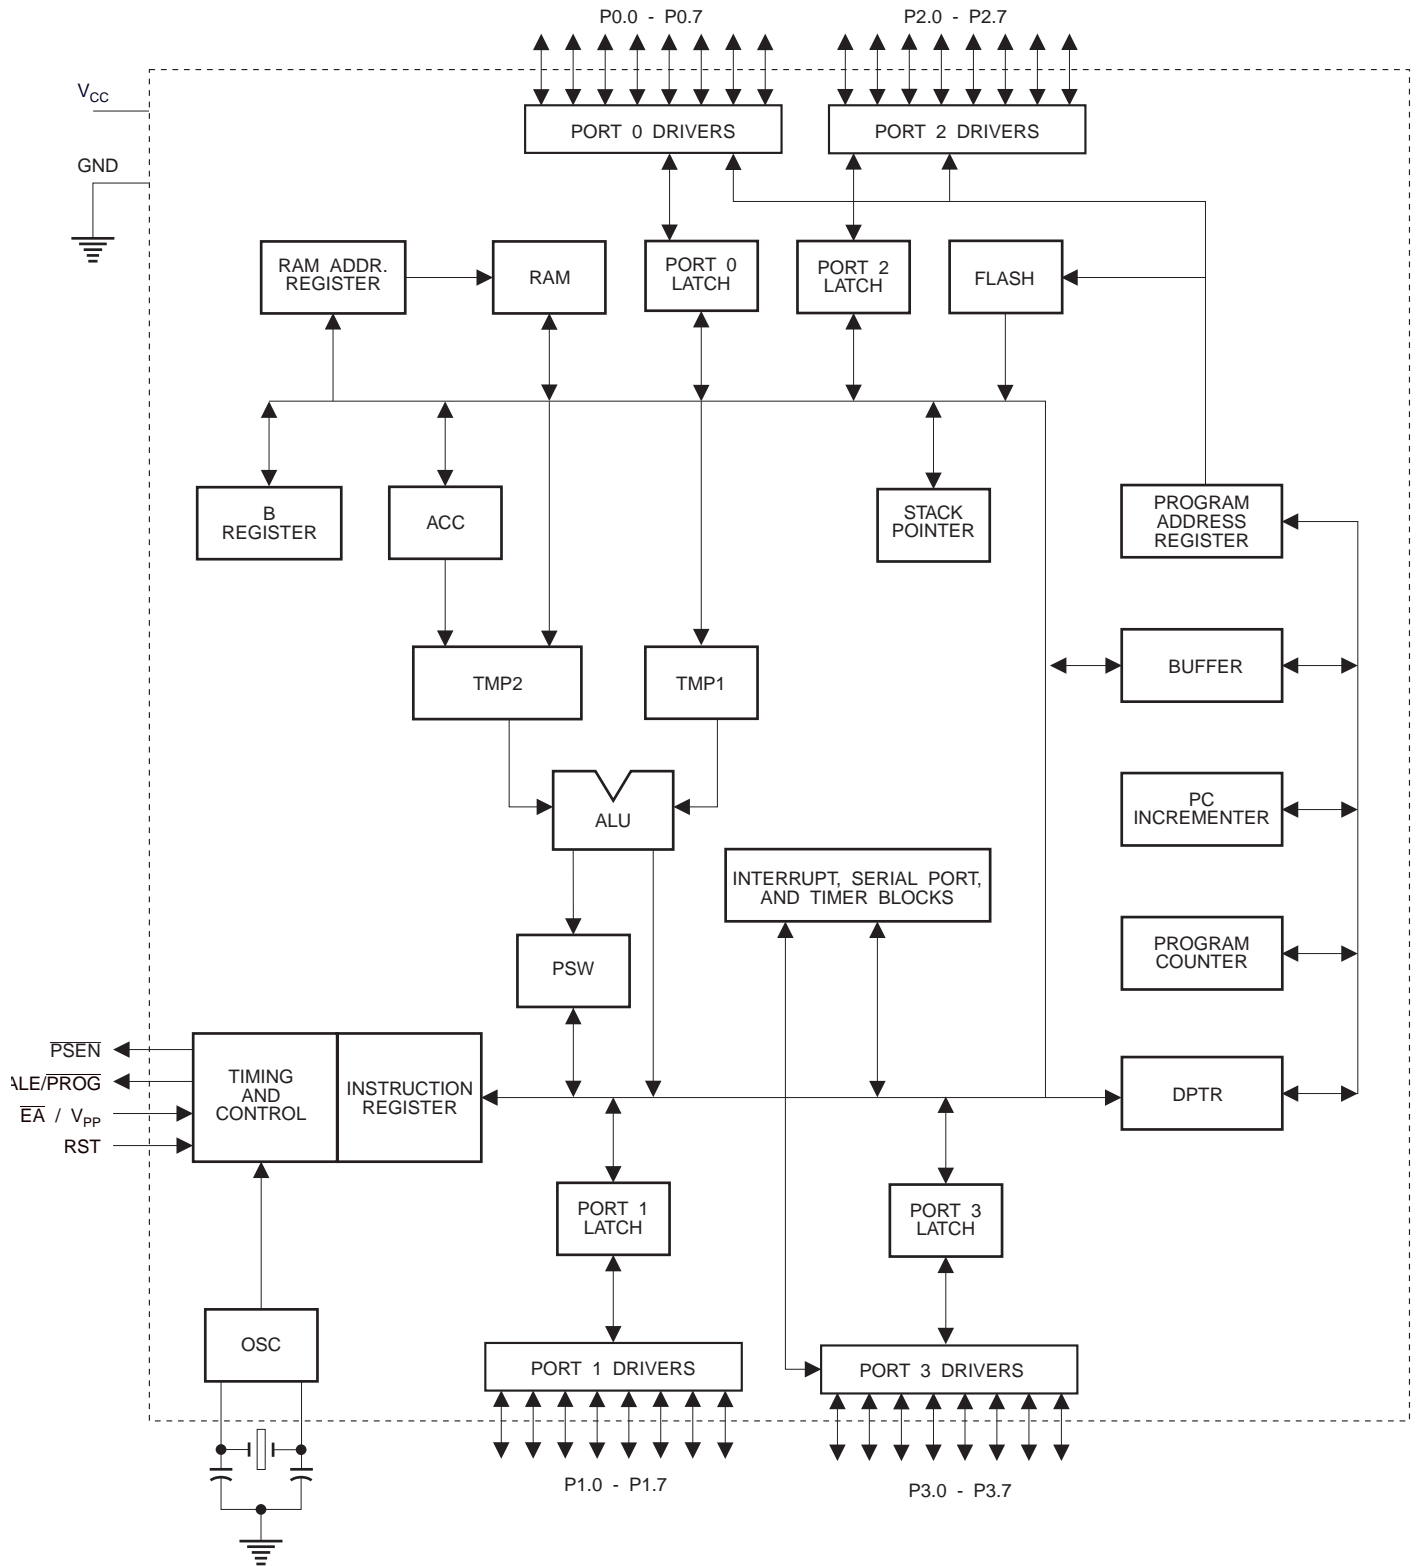 P0.0 - P0.7
P2.0 - P2.7
VCC
GND
PORT 0 DRIVERS
PORT 2 DRIVERS
RAM ADDR.
REGISTER
RAM
PORT 0
LATCH
PORT 2
LATCH
FLASH
B
REGISTER
ACC
STACK
POINTER
PROGRAM
ADDRESS
REGISTER
TMP2
TMP1
BUFFER
ALU
PC
INCREMENTER
INTERRUPT, SERIAL PORT,
AND TIMER BLOCKS
PSW
PROGRAM
COUNTER
PSEN
ALE/PROG
EA / VPP
RST
TIMING
AND
CONTROL
INSTRUCTION
REGISTER
DPTR
PORT 1
LATCH
PORT 3
LATCH
OSC
PORT 1 DRIVERS
PORT 3 DRIVERS
P1.0 - P1.7
P3.0 - P3.7